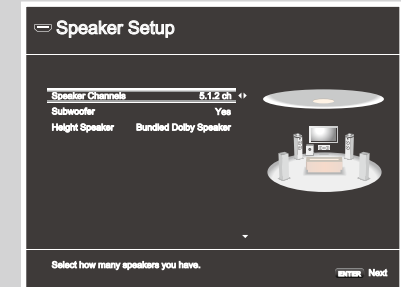 Speaker Setup
Speaker Channels 5.1.2 ch
Subwoofer Yes
Height Speaker Bundled Dolby Speaker
Select how many speakers you have.
ENTER Next